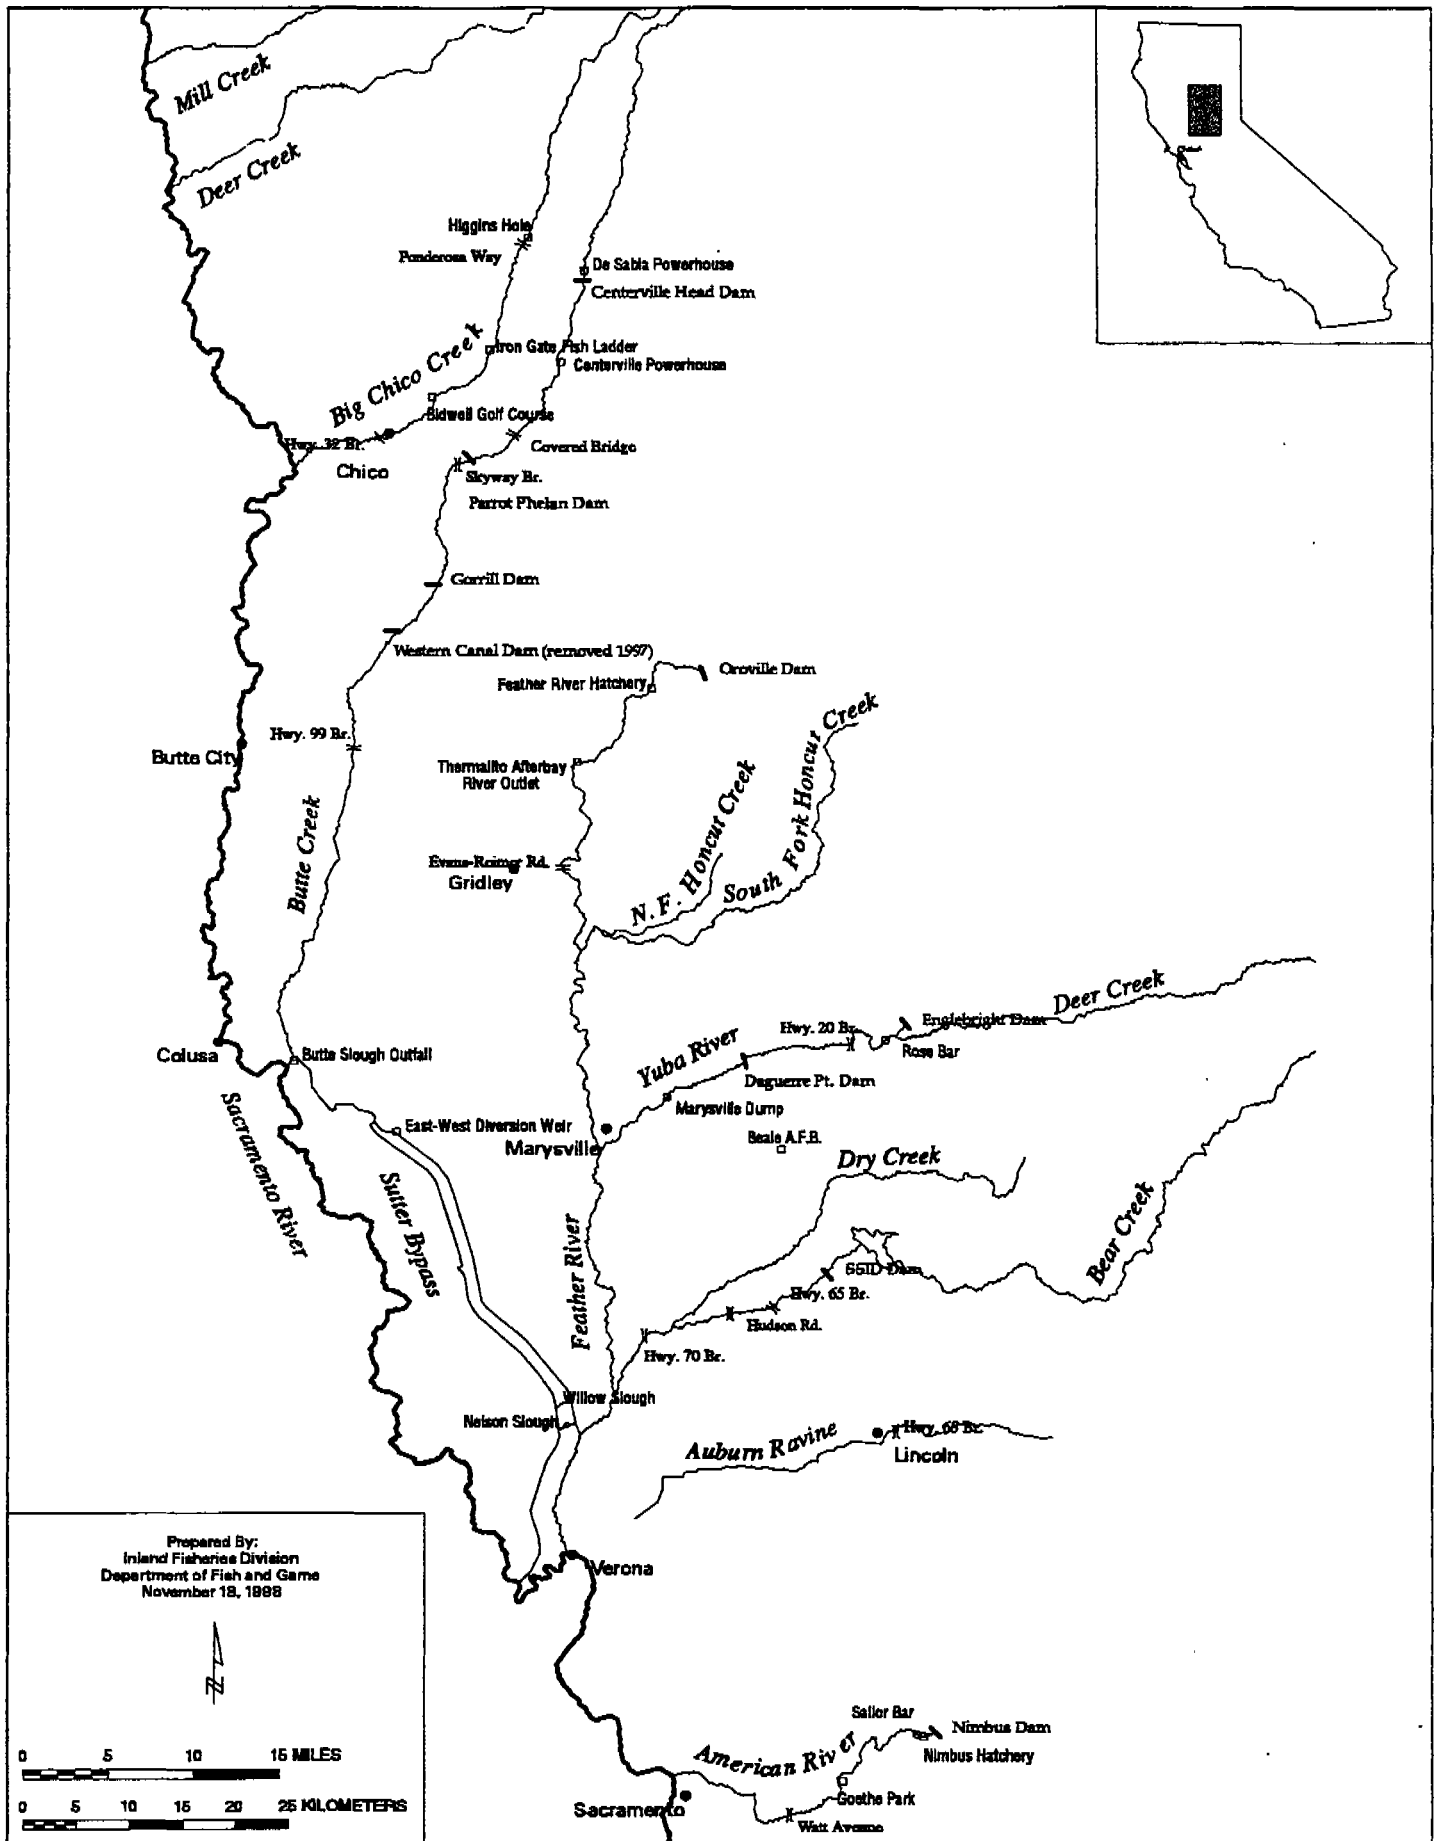 Mill Creek
Deer Creek
Higgins Hole
Ponderosa Way
De Sabla Powerhouse
Centerville Head Dam
Big Chico Creek
Iron Gate Fish Ladder
Centerville Powerhouse
Bidwell Golf Course
Hwy. 32 Br.
Covered Bridge
Chico
Skyway Br.
Parrot Phelan Dam
Gorrill Dam
Western Canal Dam (removed 1997)
Oroville Dam
Feather River Hatchery
Hwy. 99 Br.
Butte City
Thermalito Afterbay
River Outlet
N. F. Honcut Creek
South Fork Honcut Creek
Butte Creek
Evans-Reimer Rd.
Gridley
Deer Creek
Englebright Dam
Hwy. 20 Br.
Rose Bar
Yuba River
Colusa
Butte Slough Outfall
Daguerre Pt. Dam
Marysville Dump
Sacramento River
East-West Diversion Weir
Marysville
Beale A.F.B.
Dry Creek
Sutter Bypass
Bear Creek
Feather River
SSID Dam
Hwy. 65 Br.
Hudson Rd.
Hwy. 70 Br.
Willow Slough
Nelson Slough
Auburn Ravine
Hwy. 65 Br.
Lincoln
Verona
Prepared By:
Inland Fisheries Division
Department of Fish and Game
November 18, 1998
N
0 5 10 15 MILES
0 5 10 15 20 25 KILOMETERS
Sailor Bar
Nimbus Dam
American River
Nimbus Hatchery
Goethe Park
Sacramento
Watt Avenue